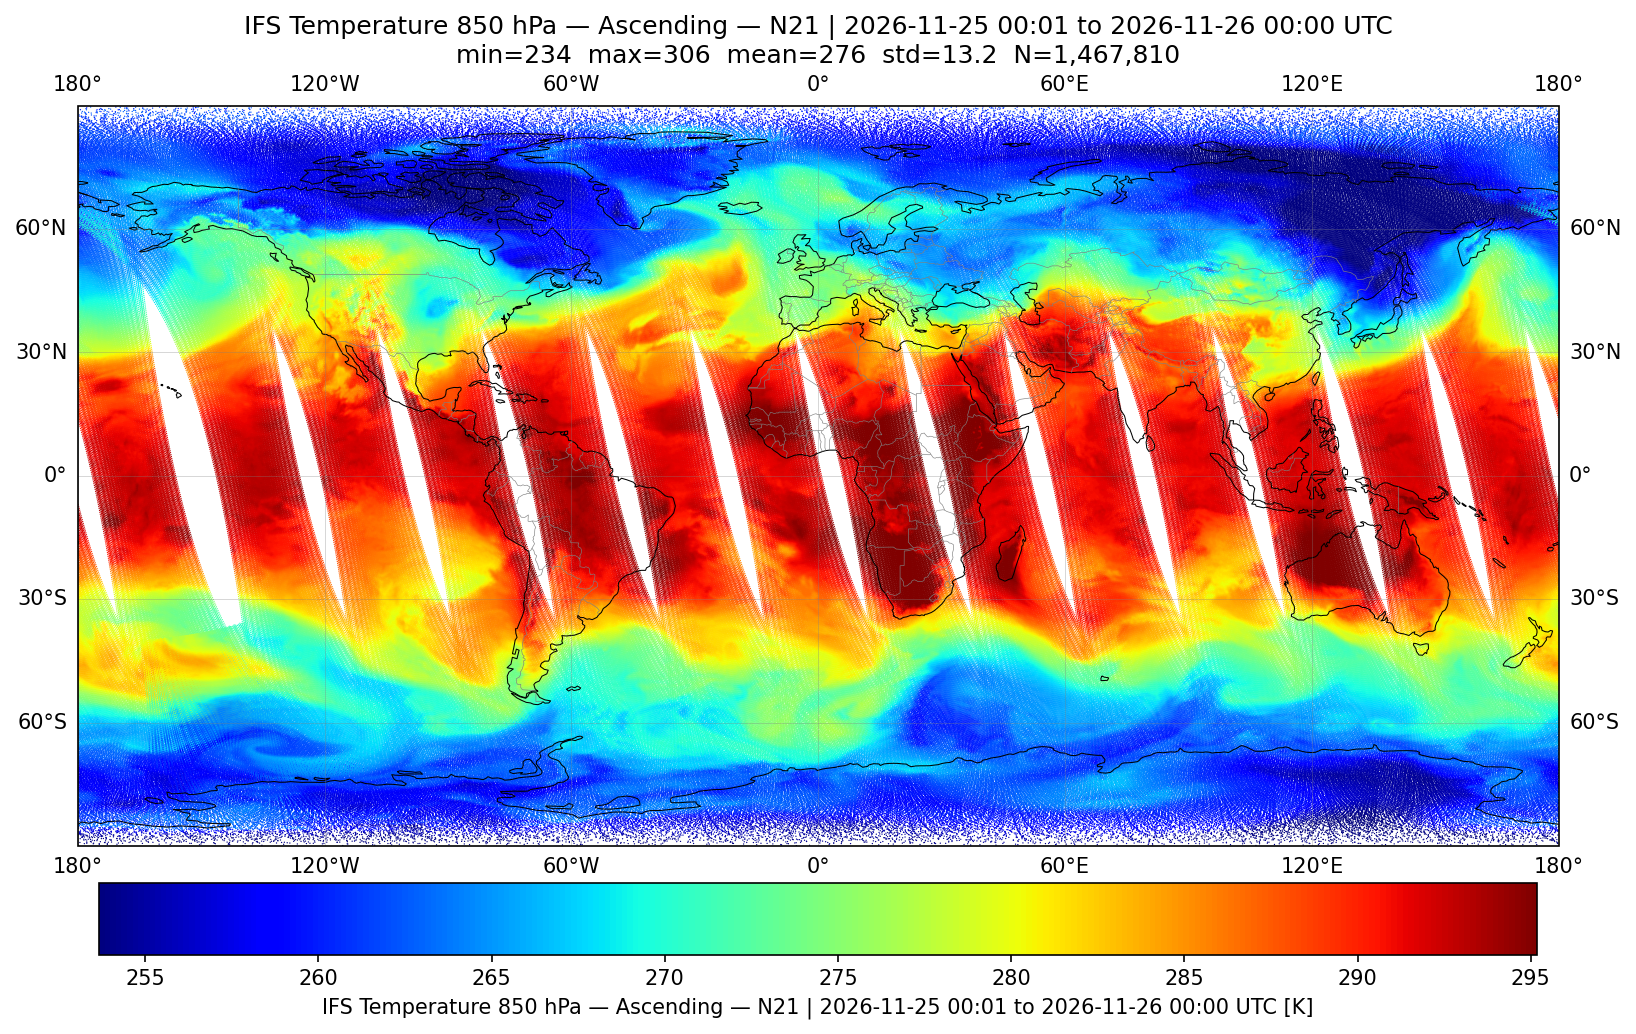 IFS Temperature 850 hPa — Ascending — N21 | 2026-11-25 00:01 to 2026-11-26 00:00 UTC
min=234 max=306 mean=276 std=13.2 N=1,467,810
180° 120°W 60°W 0° 60°E 120°E 180°
60°N 60°N
30°N 30°N
0° 0°
30°S 30°S
60°S 60°S
180° 120°W 60°W 0° 60°E 120°E 180°
255 260 265 270 275 280 285 290 295
IFS Temperature 850 hPa — Ascending — N21 | 2026-11-25 00:01 to 2026-11-26 00:00 UTC [K]